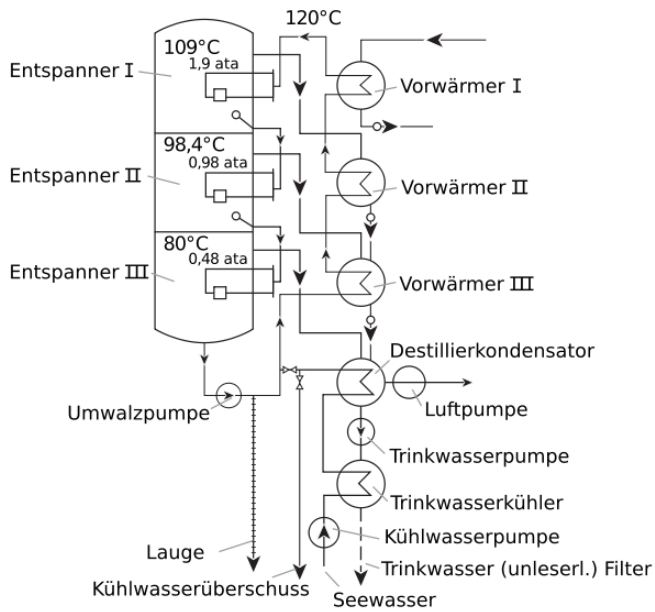 120°C
109°C
1,9 ata
Entspanner I
Vorwärmer I
98,4°C
0,98 ata
Entspanner II
Vorwärmer II
80°C
0,48 ata
Entspanner III
Vorwärmer III
Destillierkondensator
Umwalzpumpe
Luftpumpe
Trinkwasserpumpe
Trinkwasserkühler
Kühlwasserpumpe
Lauge
Trinkwasser (unleserl.) Filter
Kühlwasserüberschuss
Seewasser